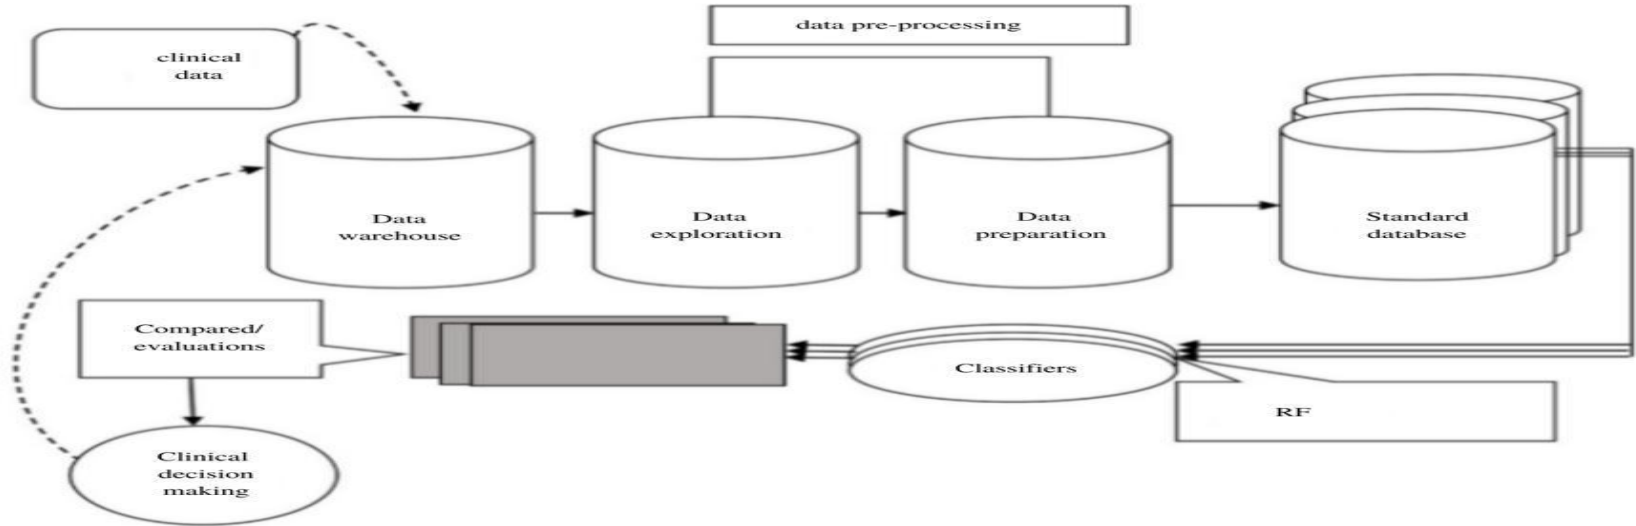 data pre-processing
clinical
data
Data
warehouse
Data
exploration
Data
preparation
Standard
database
Compared/
evaluations
Classifiers
RF
Clinical
decision
making